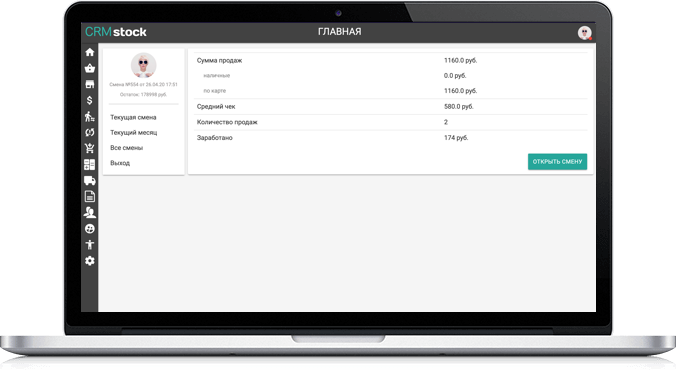 CRMstock
ГЛАВНАЯ
Смена №554 от 26.04.20 17:51
Остаток: 178998 руб.
Текущая смена
Текущий месяц
Все смены
Выход
Сумма продаж 1160.0 руб.
наличные 0.0 руб.
по карте 1160.0 руб.
Средний чек 580.0 руб.
Количество продаж 2
Заработано 174 руб.
ОТКРЫТЬ СМЕНУ